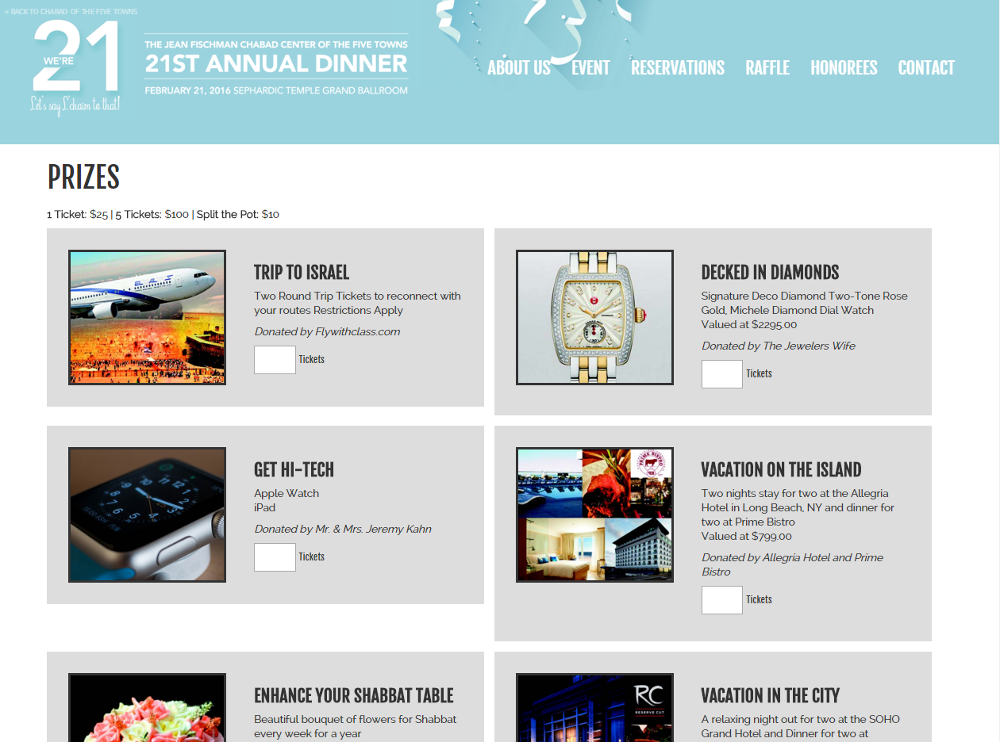 « BACK TO CHABAD OF THE FIVE TOWNS
21
WE'RE
Let's say L'chaim to that!
THE JEAN FISCHMAN CHABAD CENTER OF THE FIVE TOWNS
21ST ANNUAL DINNER
FEBRUARY 21, 2016 SEPHARDIC TEMPLE GRAND BALLROOM
ABOUT US EVENT RESERVATIONS RAFFLE HONOREES CONTACT
PRIZES
1 Ticket: $25 | 5 Tickets: $100 | Split the Pot: $10
EL AL
TRIP TO ISRAEL
Two Round Trip Tickets to reconnect with
your routes Restrictions Apply
Donated by Flywithclass.com
Tickets
DECKED IN DIAMONDS
Signature Deco Diamond Two-Tone Rose
Gold, Michele Diamond Dial Watch
Valued at $2295.00
Donated by The Jewelers Wife
Tickets
GET HI-TECH
Apple Watch
iPad
Donated by Mr. & Mrs. Jeremy Kahn
Tickets
PRIME BISTRO
VACATION ON THE ISLAND
Two nights stay for two at the Allegria
Hotel in Long Beach, NY and dinner for
two at Prime Bistro
Valued at $799.00
Donated by Allegria Hotel and Prime
Bistro
Tickets
ENHANCE YOUR SHABBAT TABLE
Beautiful bouquet of flowers for Shabbat
every week for a year
RC
RESERVE CUT
VACATION IN THE CITY
A relaxing night out for two at the SOHO
Grand Hotel and Dinner for two at